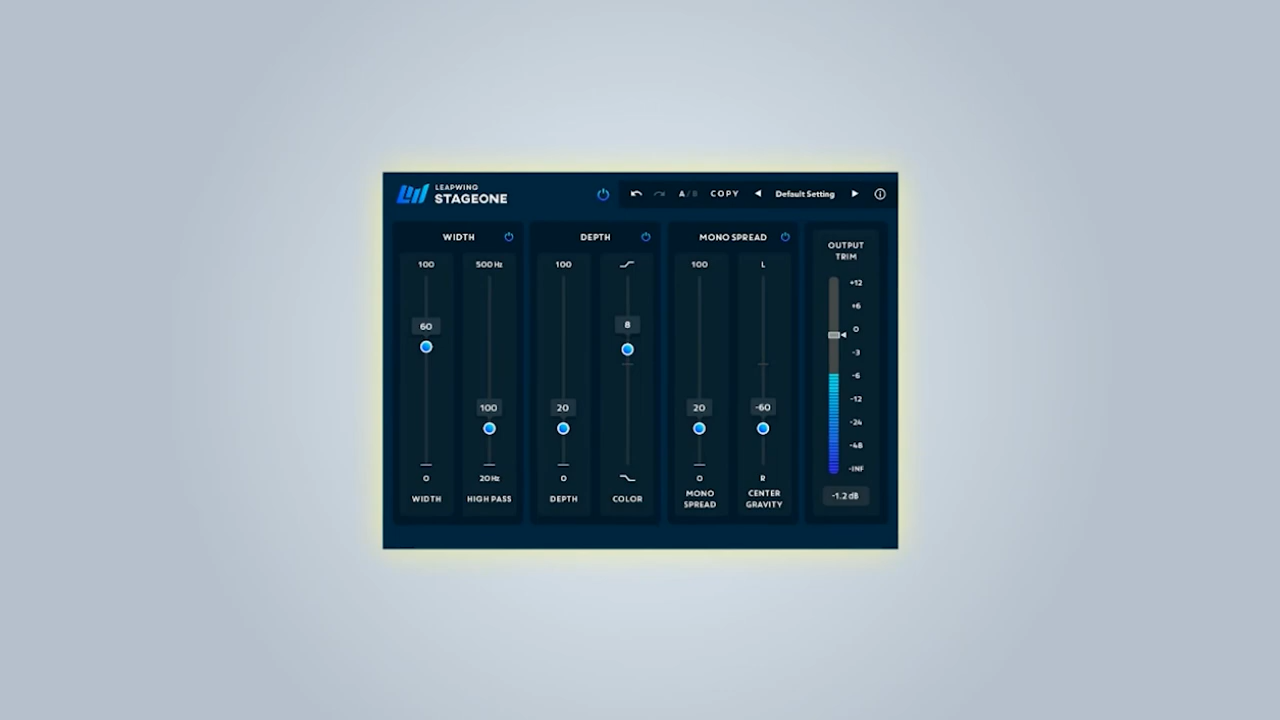 LEAPWING
STAGEONE
A/B COPY Default Setting
WIDTH DEPTH MONO SPREAD
OUTPUT
TRIM
100 500 Hz 100 100 L
+12
+6
0
-3
-6
-12
-24
-48
-INF
60 8
100 20 20 -60
0 20 Hz 0 0 R
WIDTH HIGH PASS DEPTH COLOR
MONO
SPREAD
CENTER
GRAVITY
-1.2 dB